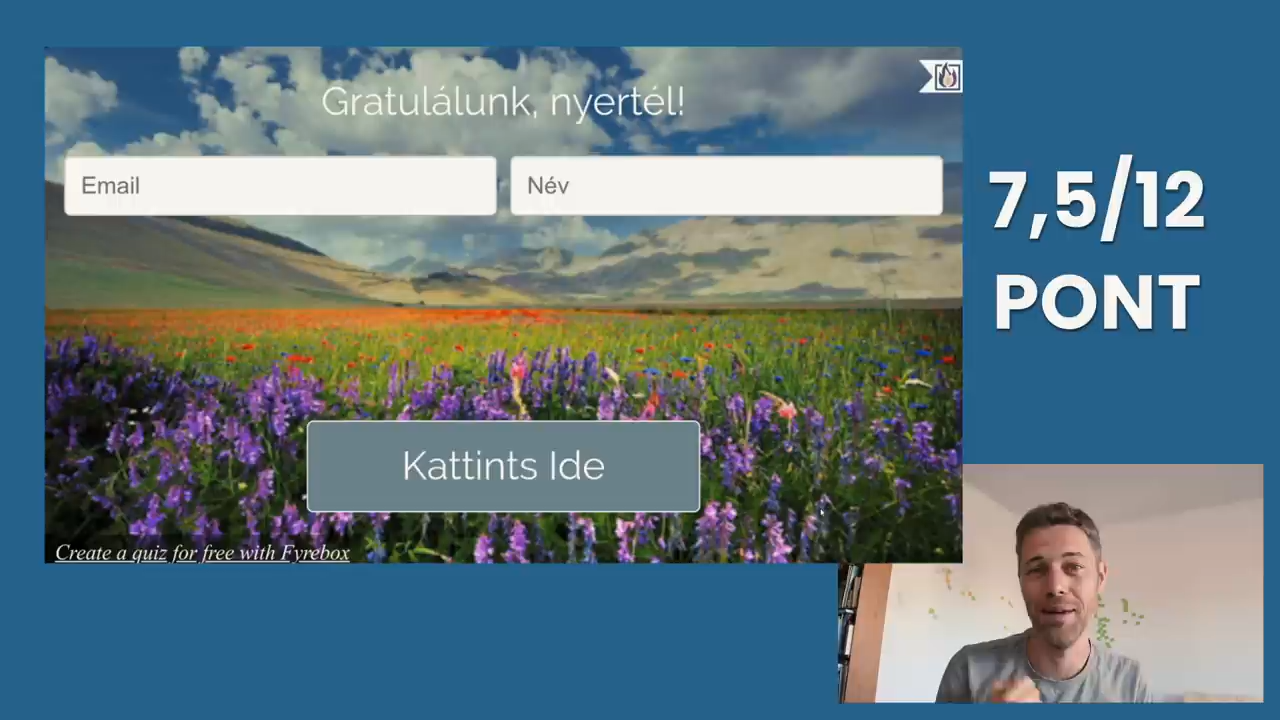 Gratulálunk, nyertél!
Email
Név
Kattints Ide
Create a quiz for free with Fyrebox
7,5/12
PONT